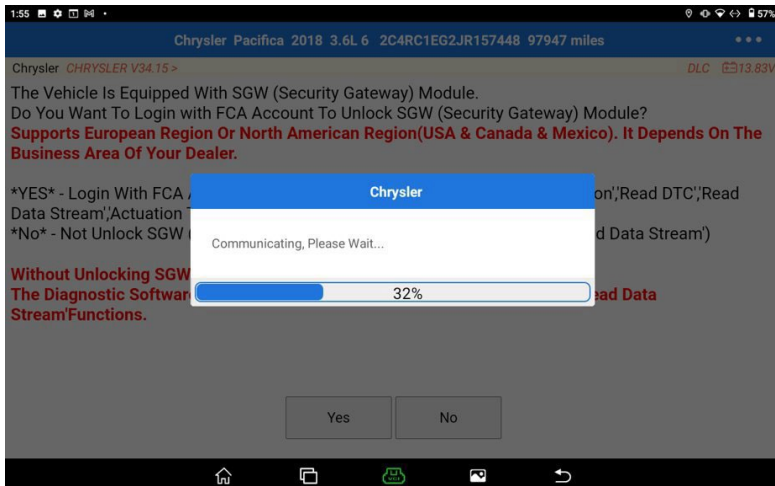 1:55
57%
Chrysler Pacifica 2018 3.6L 6 2C4RC1EG2JR157448 97947 miles
Chrysler CHRYSLER V34.15 >
DLC 13.83V
The Vehicle Is Equipped With SGW (Security Gateway) Module.
Do You Want To Login with FCA Account To Unlock SGW (Security Gateway) Module?
Supports European Region Or North American Region(USA & Canada & Mexico). It Depends On The
Business Area Of Your Dealer.
*YES* - Login With FCA on','Read DTC','Read
Data Stream','Actuation
*No* - Not Unlock SGW d Data Stream')
Without Unlocking SGW
The Diagnostic Softwar ead Data
Stream'Functions.
Chrysler
Communicating, Please Wait...
32%
Yes
No